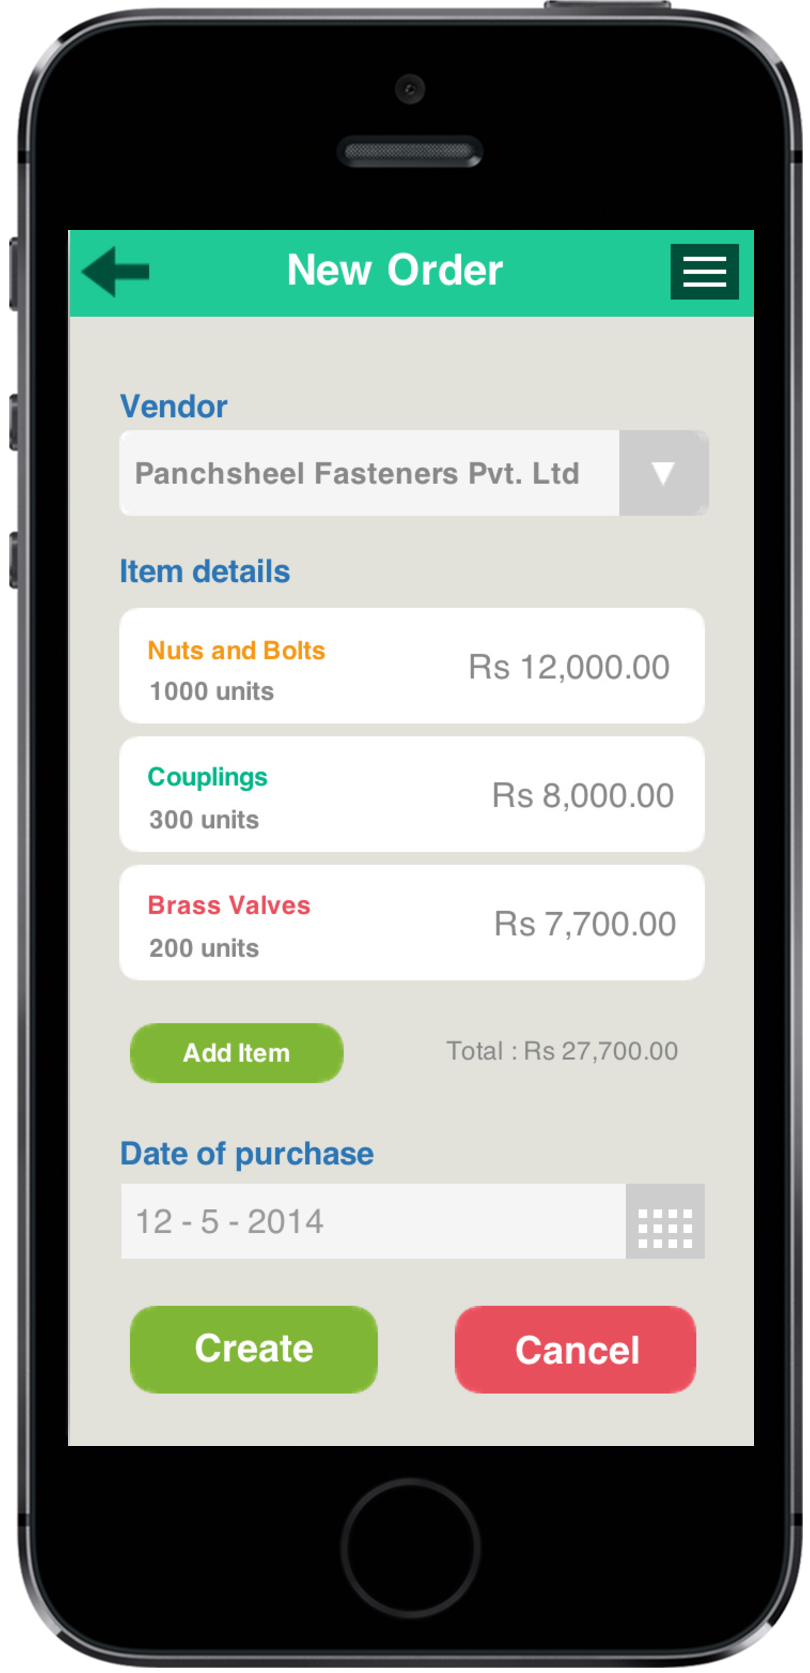 New Order
Vendor
Panchsheel Fasteners Pvt. Ltd
Item details
Nuts and Bolts
1000 units
Rs 12,000.00
Couplings
300 units
Rs 8,000.00
Brass Valves
200 units
Rs 7,700.00
Add Item
Total : Rs 27,700.00
Date of purchase
12 - 5 - 2014
Create
Cancel